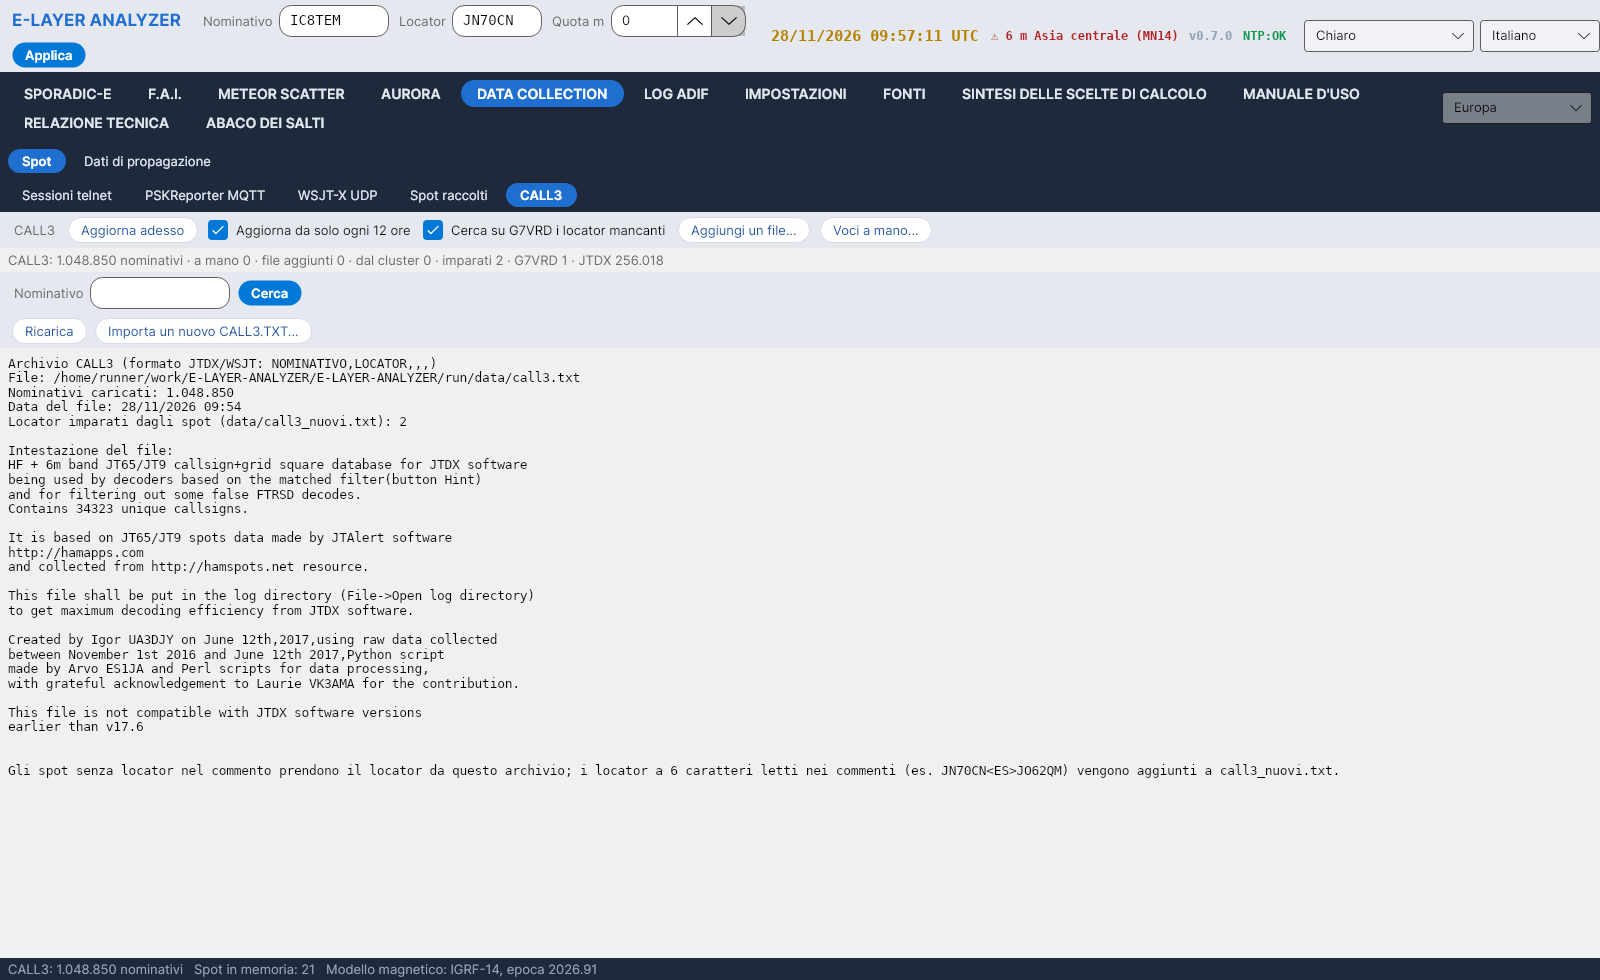 E-LAYER ANALYZER Nominativo IC8TEM Locator JN70CN Quota m 0
Applica
28/11/2026 09:57:11 UTC ⚠ 6 m Asia centrale (MN14) v0.7.0 NTP:OK Chiaro Italiano
SPORADIC-E F.A.I. METEOR SCATTER AURORA DATA COLLECTION LOG ADIF IMPOSTAZIONI FONTI SINTESI DELLE SCELTE DI CALCOLO MANUALE D'USO
RELAZIONE TECNICA ABACO DEI SALTI
Europa
Spot Dati di propagazione
Sessioni telnet PSKReporter MQTT WSJT-X UDP Spot raccolti CALL3
CALL3 Aggiorna adesso Aggiorna da solo ogni 12 ore Cerca su G7VRD i locator mancanti Aggiungi un file... Voci a mano...
CALL3: 1.048.850 nominativi · a mano 0 · file aggiunti 0 · dal cluster 0 · imparati 2 · G7VRD 1 · JTDX 256.018
Nominativo Cerca
Ricarica Importa un nuovo CALL3.TXT...
Archivio CALL3 (formato JTDX/WSJT: NOMINATIVO,LOCATOR,,,)
File: /home/runner/work/E-LAYER-ANALYZER/E-LAYER-ANALYZER/run/data/call3.txt
Nominativi caricati: 1.048.850
Data del file: 28/11/2026 09:54
Locator imparati dagli spot (data/call3_nuovi.txt): 2
Intestazione del file:
HF + 6m band JT65/JT9 callsign+grid square database for JTDX software
being used by decoders based on the matched filter(button Hint)
and for filtering out some false FTRSD decodes.
Contains 34323 unique callsigns.
It is based on JT65/JT9 spots data made by JTAlert software
http://hamapps.com
and collected from http://hamspots.net resource.
This file shall be put in the log directory (File->Open log directory)
to get maximum decoding efficiency from JTDX software.
Created by Igor UA3DJY on June 12th,2017,using raw data collected
between November 1st 2016 and June 12th 2017,Python script
made by Arvo ES1JA and Perl scripts for data processing,
with grateful acknowledgement to Laurie VK3AMA for the contribution.
This file is not compatible with JTDX software versions
earlier than v17.6
Gli spot senza locator nel commento prendono il locator da questo archivio; i locator a 6 caratteri letti nei commenti (es. JN70CN<ES>JO62QM) vengono aggiunti a call3_nuovi.txt.
CALL3: 1.048.850 nominativi Spot in memoria: 21 Modello magnetico: IGRF-14, epoca 2026.91